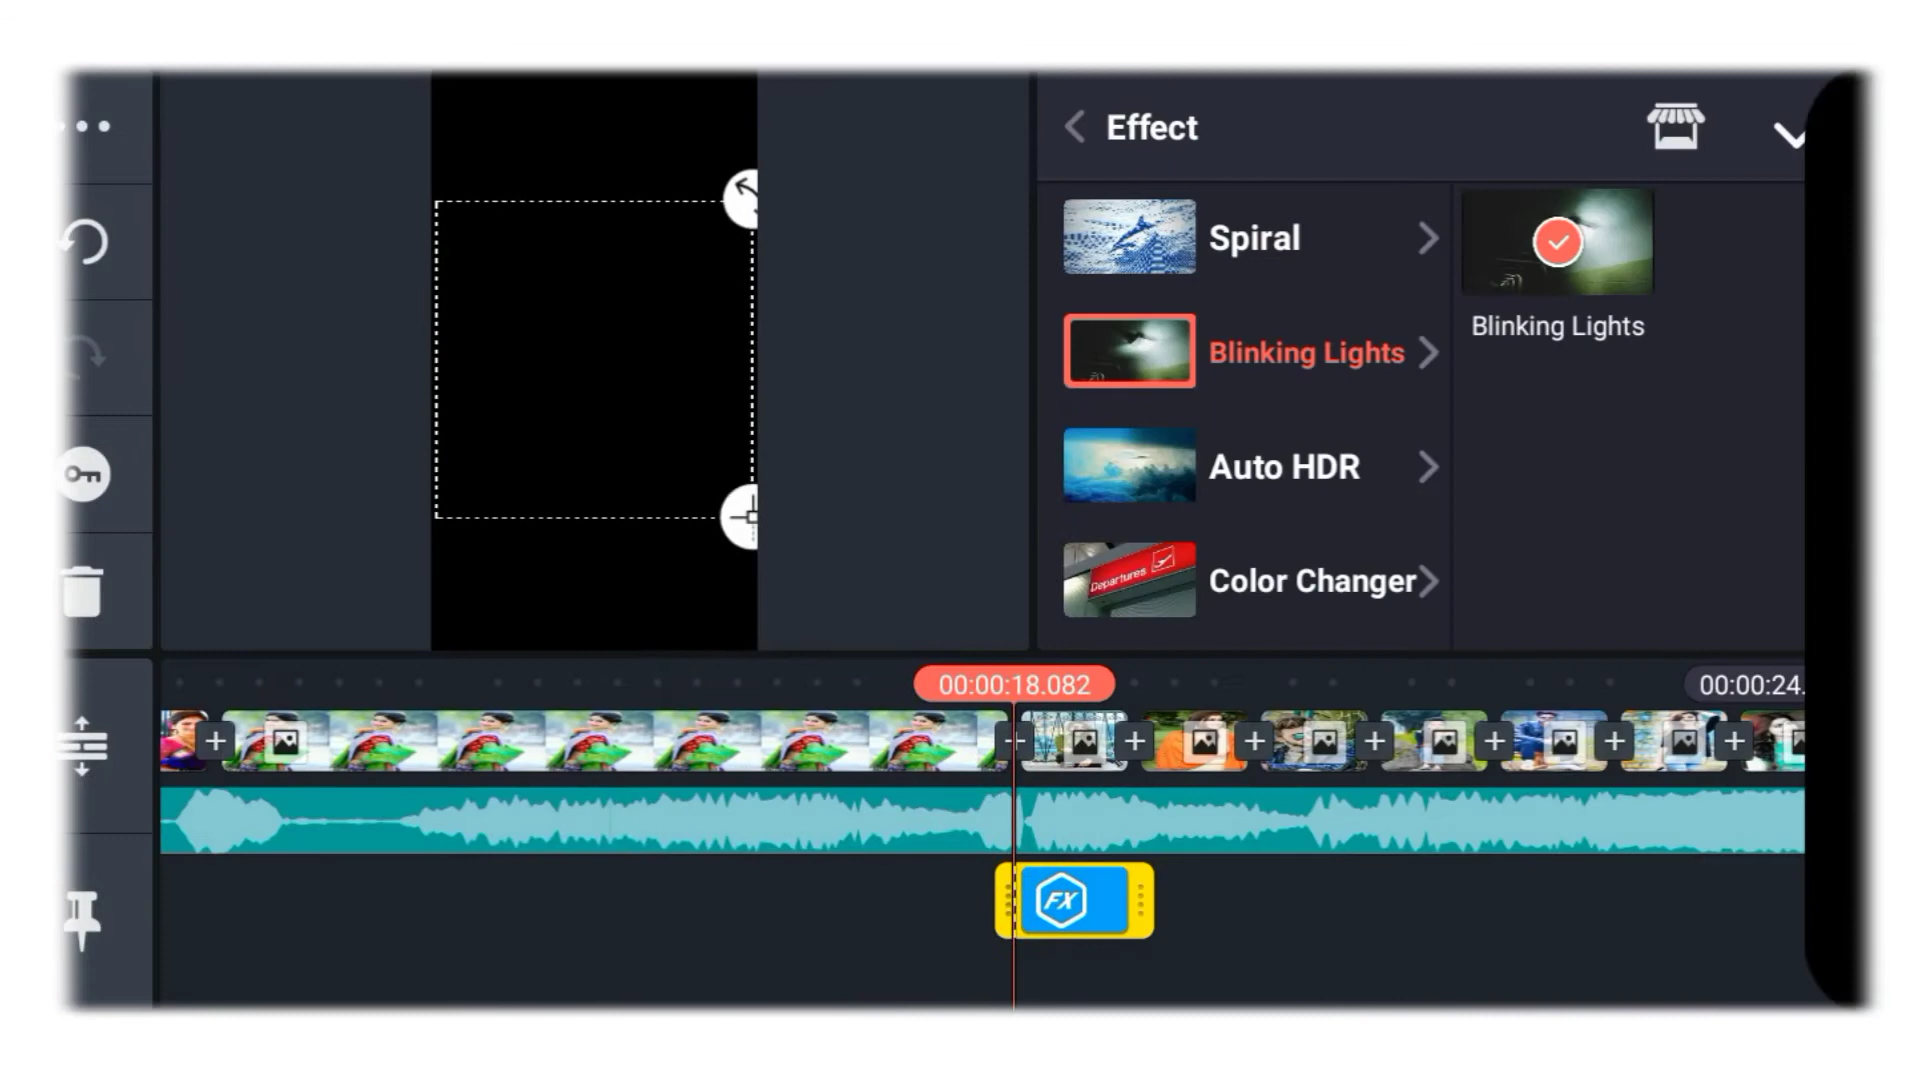 Effect
Spiral
Blinking Lights
Auto HDR
Departures
Color Changer
Blinking Lights
00:00:18.082
00:00:24.
FX